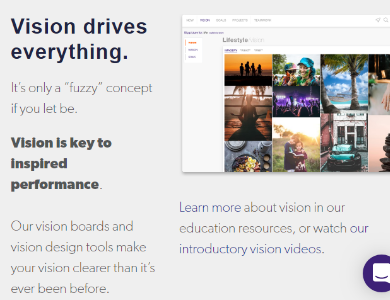 Vision drives
everything.
It's only a "fuzzy" concept
if you let be.
Vision is key to
inspired
performance.
Our vision boards and
vision design tools make
your vision clearer than it's
ever been before.
VISION
Lifestyle Vision
Learn more about vision in our
education resources, or watch our
introductory vision videos.